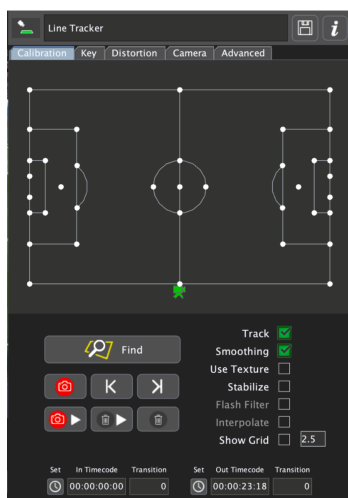 Line Tracker
i
Calibration Key Distortion Camera Advanced
Track
Find
Smoothing
Use Texture
Stabilize
Flash Filter
Interpolate
Show Grid 2.5
Set In Timecode Transition Set Out Timecode Transition
00:00:00:00 0 00:00:23:18 0